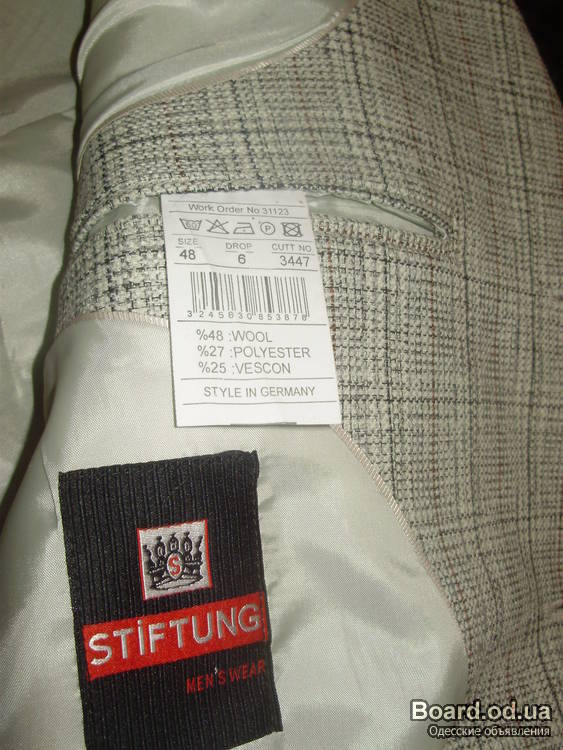 Work Order No 31123
SIZE DROP CUTT NO
48 6 3447
3245830853878
%48 :WOOL
%27 :POLYESTER
%25 :VESCON
STYLE IN GERMANY
S
STİFTUNG
MEN'S WEAR
Board.od.ua
Одесские объявления